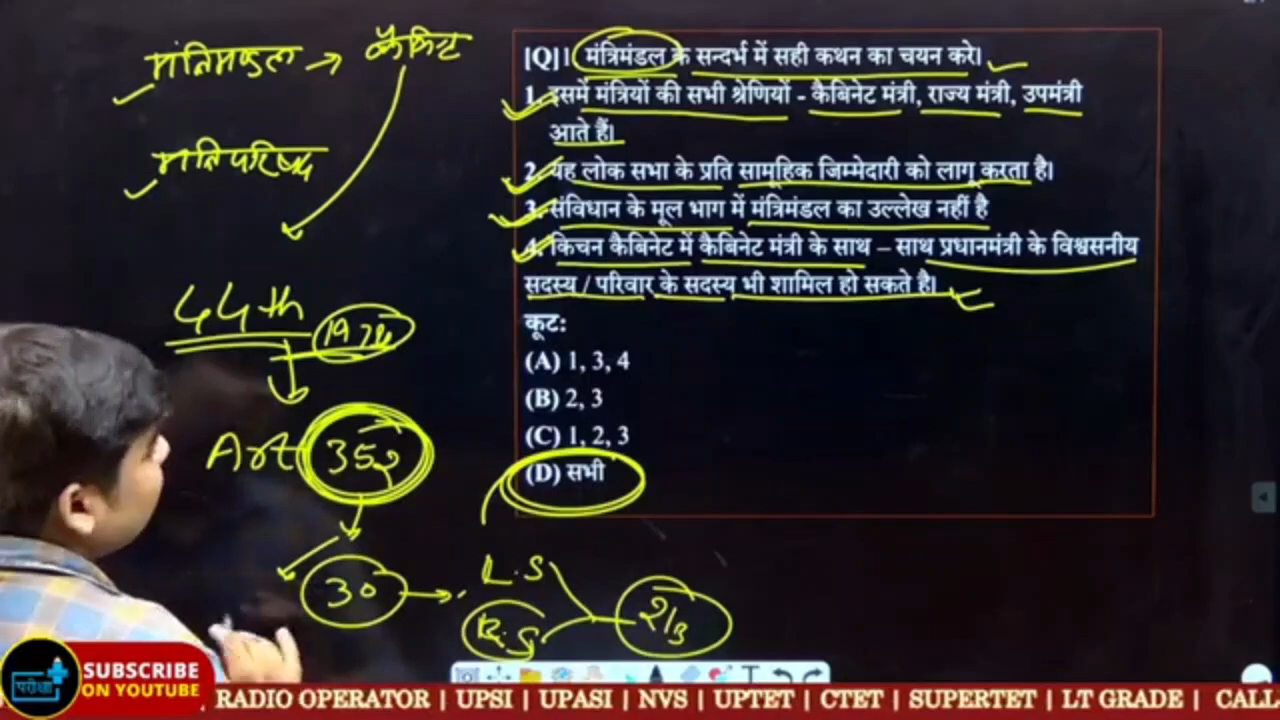 मंत्रिमण्डल → कैबिनेट
मंत्रिपरिषद
44th
1978
Art 352
30 →
L.S
R.S
2/3
[Q]। मंत्रिमंडल के सन्दर्भ में सही कथन का चयन करे।
1. इसमें मंत्रियों की सभी श्रेणियों - कैबिनेट मंत्री, राज्य मंत्री, उपमंत्री
आते हैं।
2. यह लोक सभा के प्रति सामूहिक जिम्मेदारी को लागू करता है।
3. संविधान के मूल भाग में मंत्रिमंडल का उल्लेख नहीं है
4. किचन कैबिनेट में कैबिनेट मंत्री के साथ – साथ प्रधानमंत्री के विश्वसनीय
सदस्य / परिवार के सदस्य भी शामिल हो सकते है।
कूट:
(A) 1, 3, 4
(B) 2, 3
(C) 1, 2, 3
(D) सभी
परीक्षा
SUBSCRIBE
ON YOUTUBE
| RADIO OPERATOR | UPSI | UPASI | NVS | UPTET | CTET | SUPERTET | LT GRADE | CALL